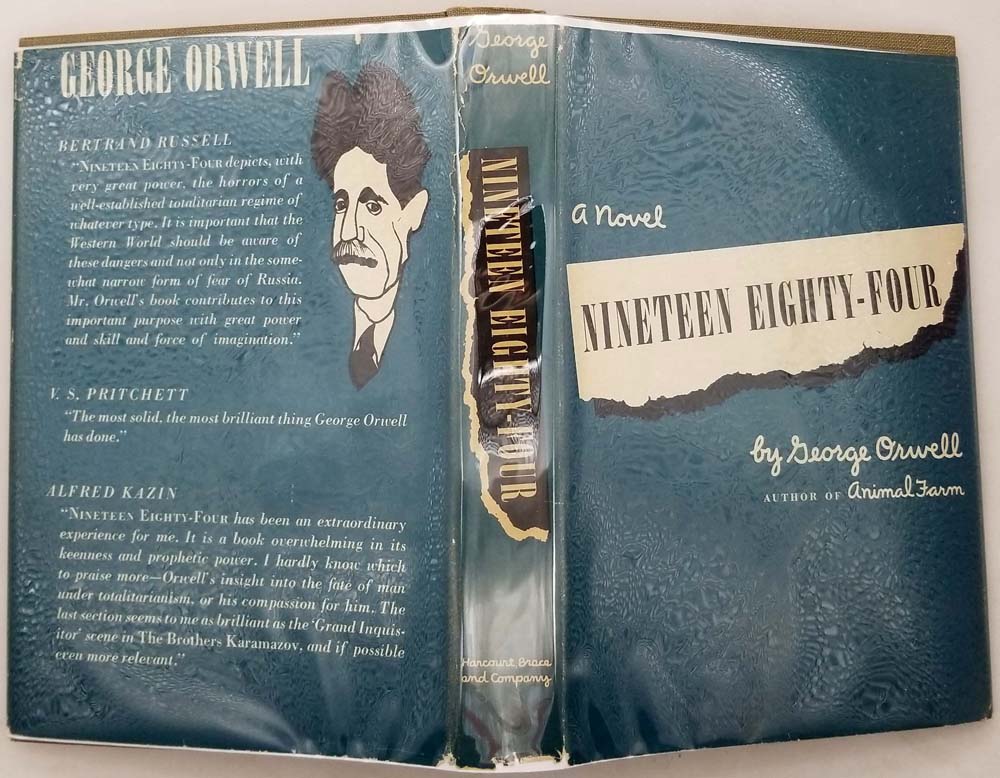 GEORGE ORWELL
BERTRAND RUSSELL
"NINETEEN EIGHTY-FOUR depicts, with
very great power, the horrors of a
well-established totalitarian regime of
whatever type. It is important that the
Western World should be aware of
these dangers and not only in the some-
what narrow form of fear of Russia.
Mr. Orwell's book contributes to this
important purpose with great power
and skill and force of imagination."
V. S. PRITCHETT
"The most solid, the most brilliant thing George Orwell
has done."
ALFRED KAZIN
"NINETEEN EIGHTY-FOUR has been an extraordinary
experience for me. It is a book overwhelming in its
keenness and prophetic power. I hardly know which
to praise more—Orwell's insight into the fate of man
under totalitarianism, or his compassion for him. The
last section seems to me as brilliant as the 'Grand Inquis-
itor' scene in The Brothers Karamazov, and if possible
even more relevant."
George
Orwell
NINETEEN EIGHTY-FOUR
Harcourt, Brace
and Company
A Novel
NINETEEN EIGHTY-FOUR
by George Orwell
AUTHOR OF Animal Farm